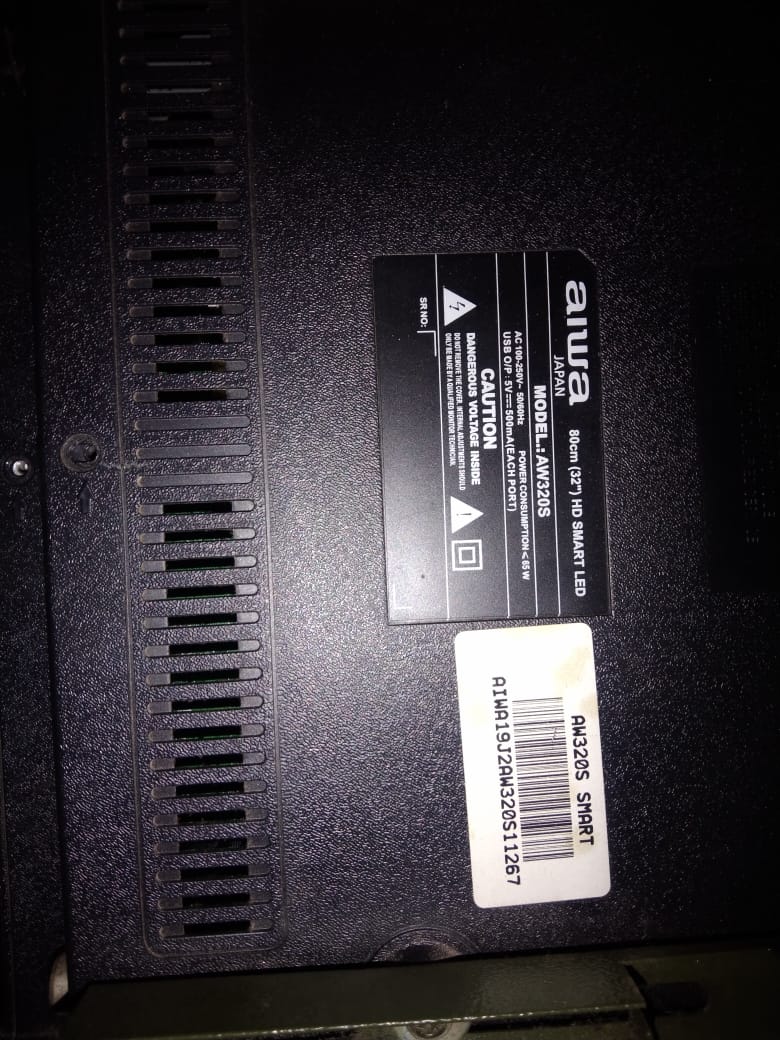 aiwa
JAPAN
80cm (32") HD SMART LED
MODEL.: AW320S
AC 100-250V~ 50/60Hz POWER CONSUMPTION < 65 W
USB O/P : 5V⎓500mA(EACH PORT)
CAUTION
DANGEROUS VOLTAGE INSIDE
DO NOT REMOVE THE COVER, INTERNAL ADJUSTMENTS SHOULD
ONLY BE MADE BY A QUALIFIED MONITOR TECHNICIAN.
SR NO:
AW320S SMART
AIWA19J2AW320S11267